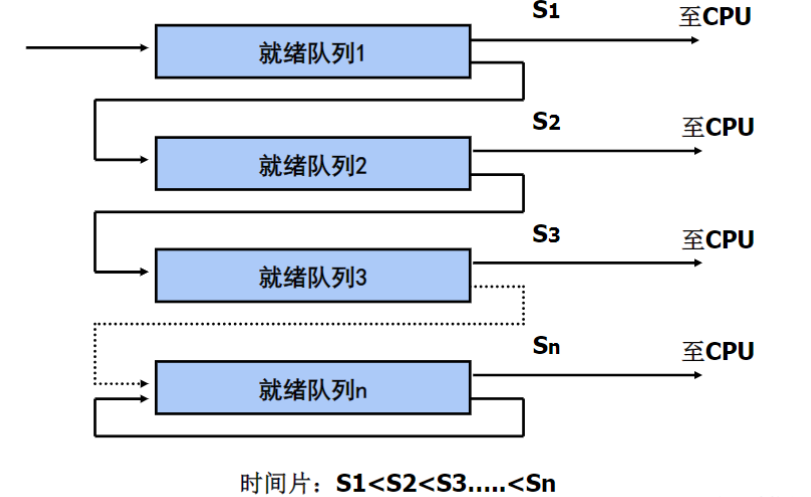 S1 至CPU
就绪队列1
S2 至CPU
就绪队列2
S3 至CPU
就绪队列3
Sn 至CPU
就绪队列n
时间片：S1<S2<S3.....<Sn